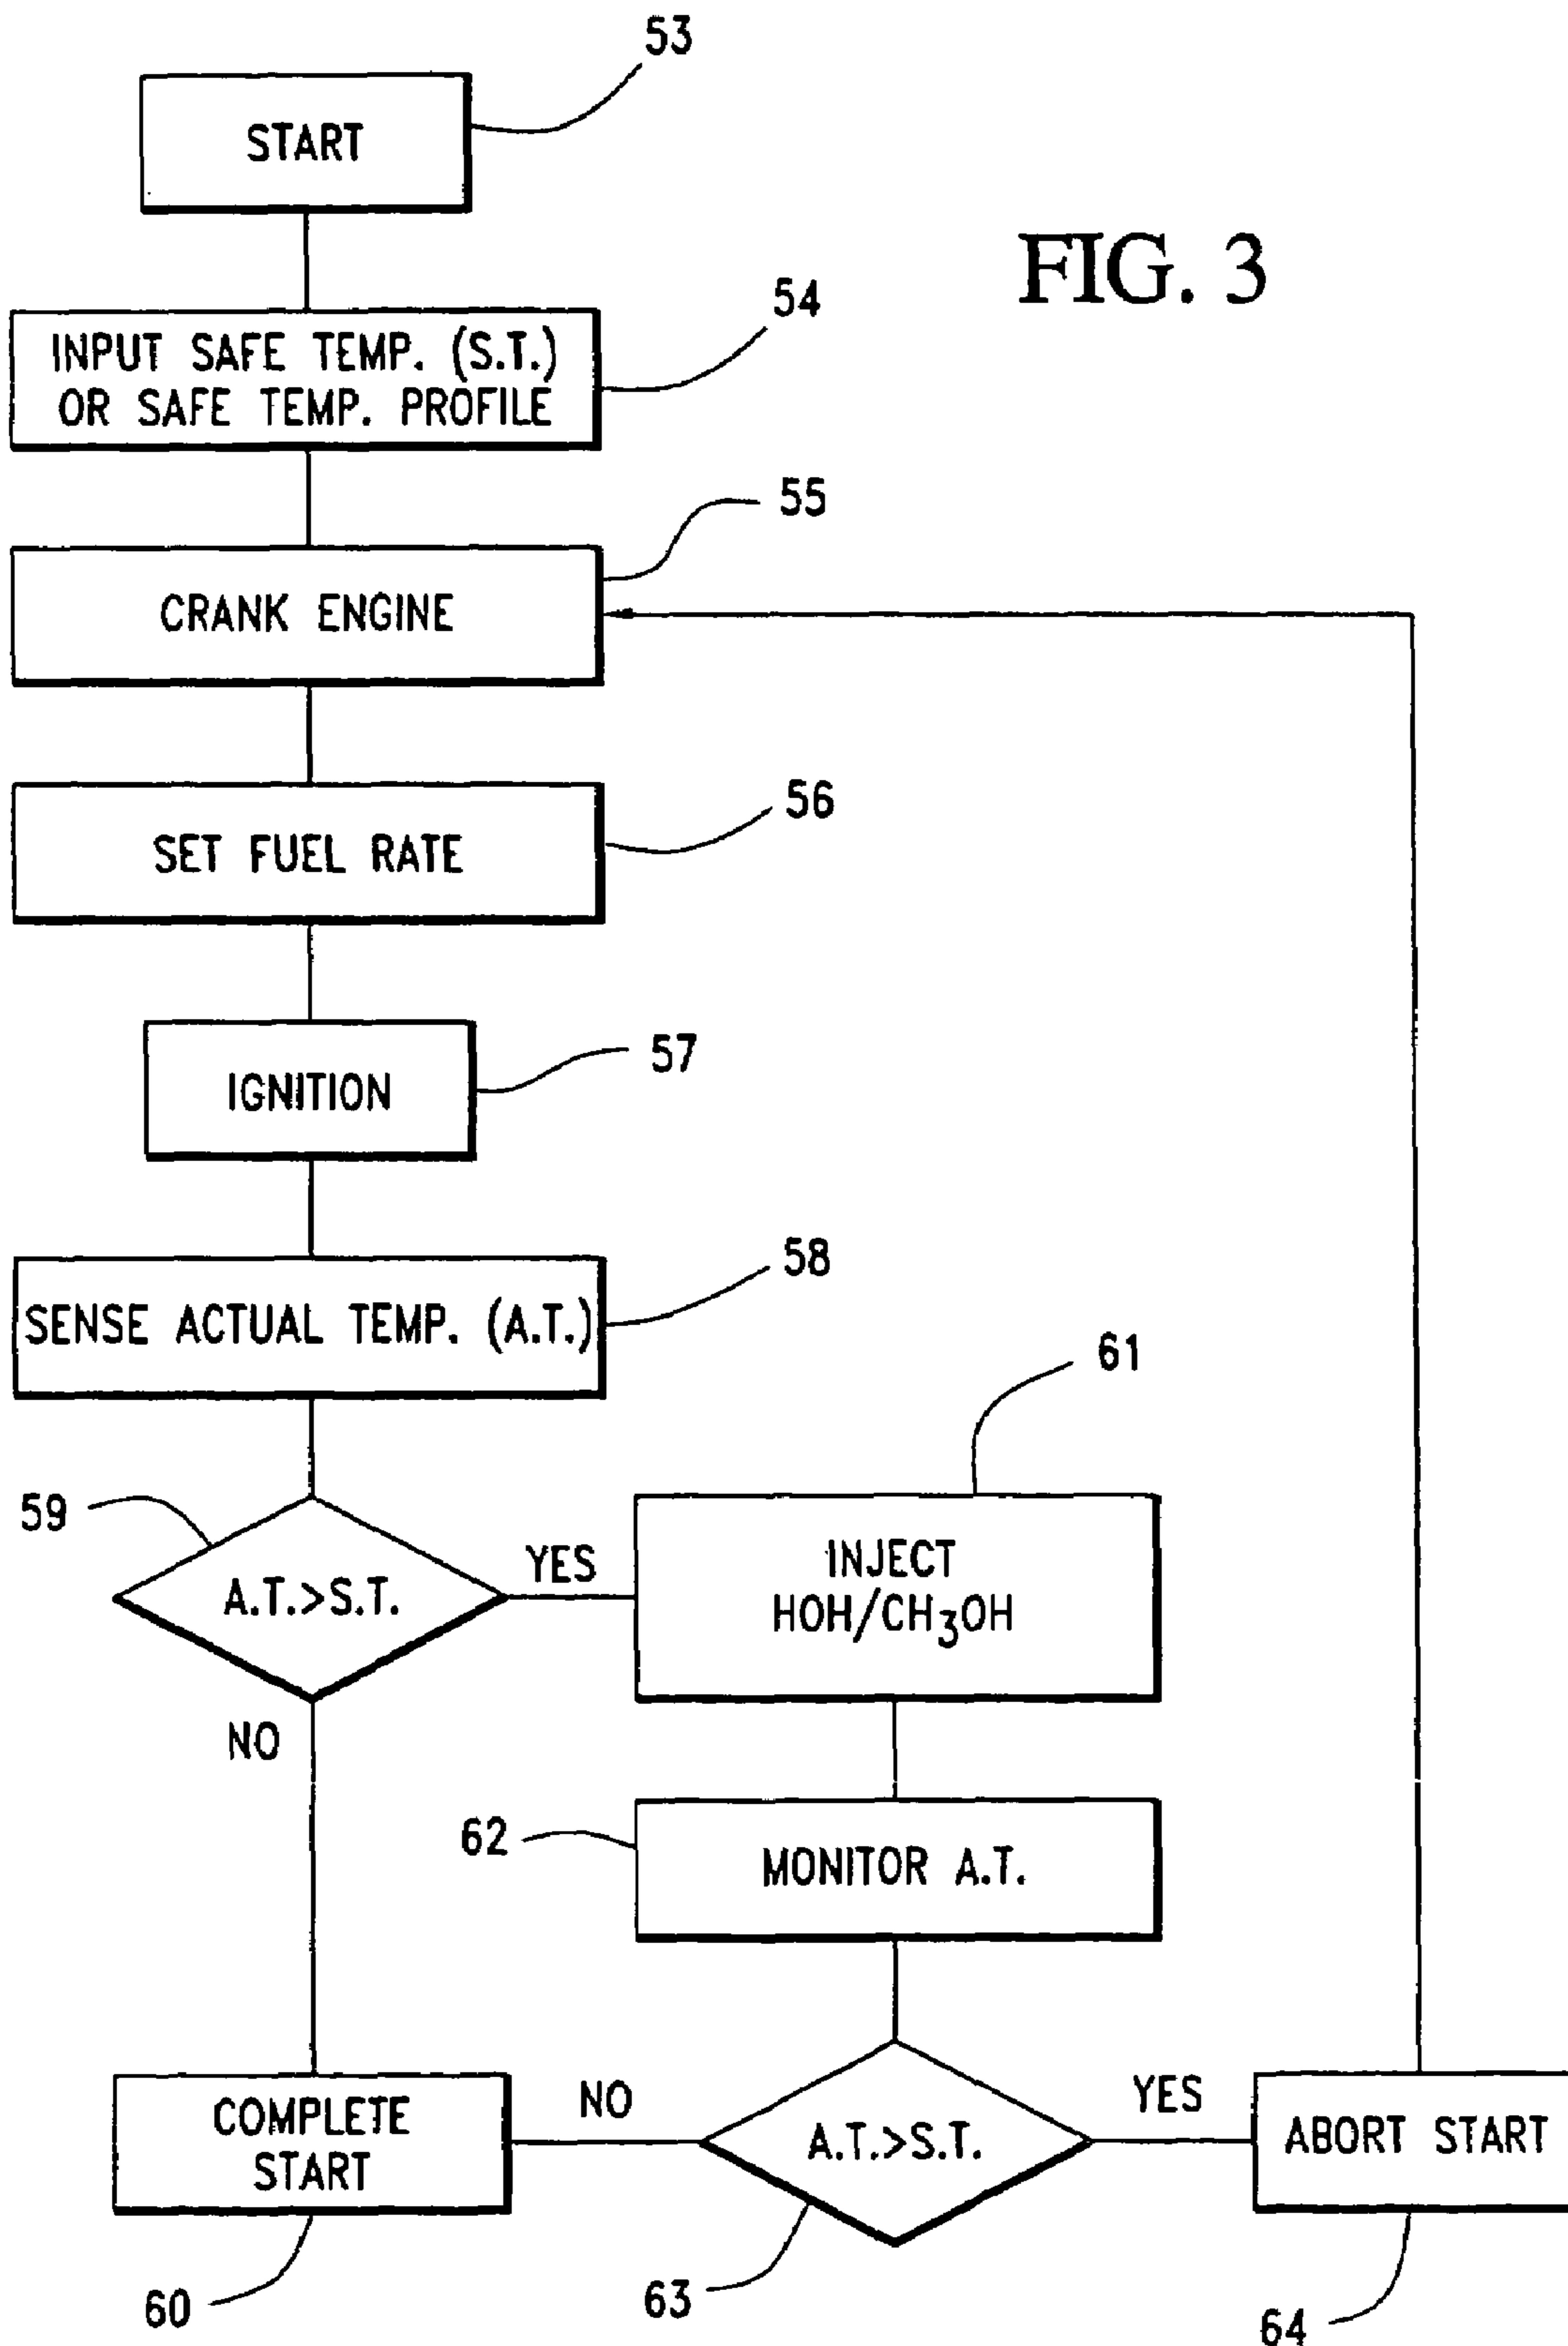 53
START
FIG. 3
54
INPUT SAFE TEMP. (S.T.)
OR SAFE TEMP. PROFILE
55
CRANK ENGINE
56
SET FUEL RATE
57
IGNITION
58
SENSE ACTUAL TEMP. (A.T.)
61
59
A.T.>S.T.
YES
INJECT
HOH/CH₃OH
NO
62
MONITOR A.T.
COMPLETE
START
NO
A.T.>S.T.
YES
ABORT START
60
63
64